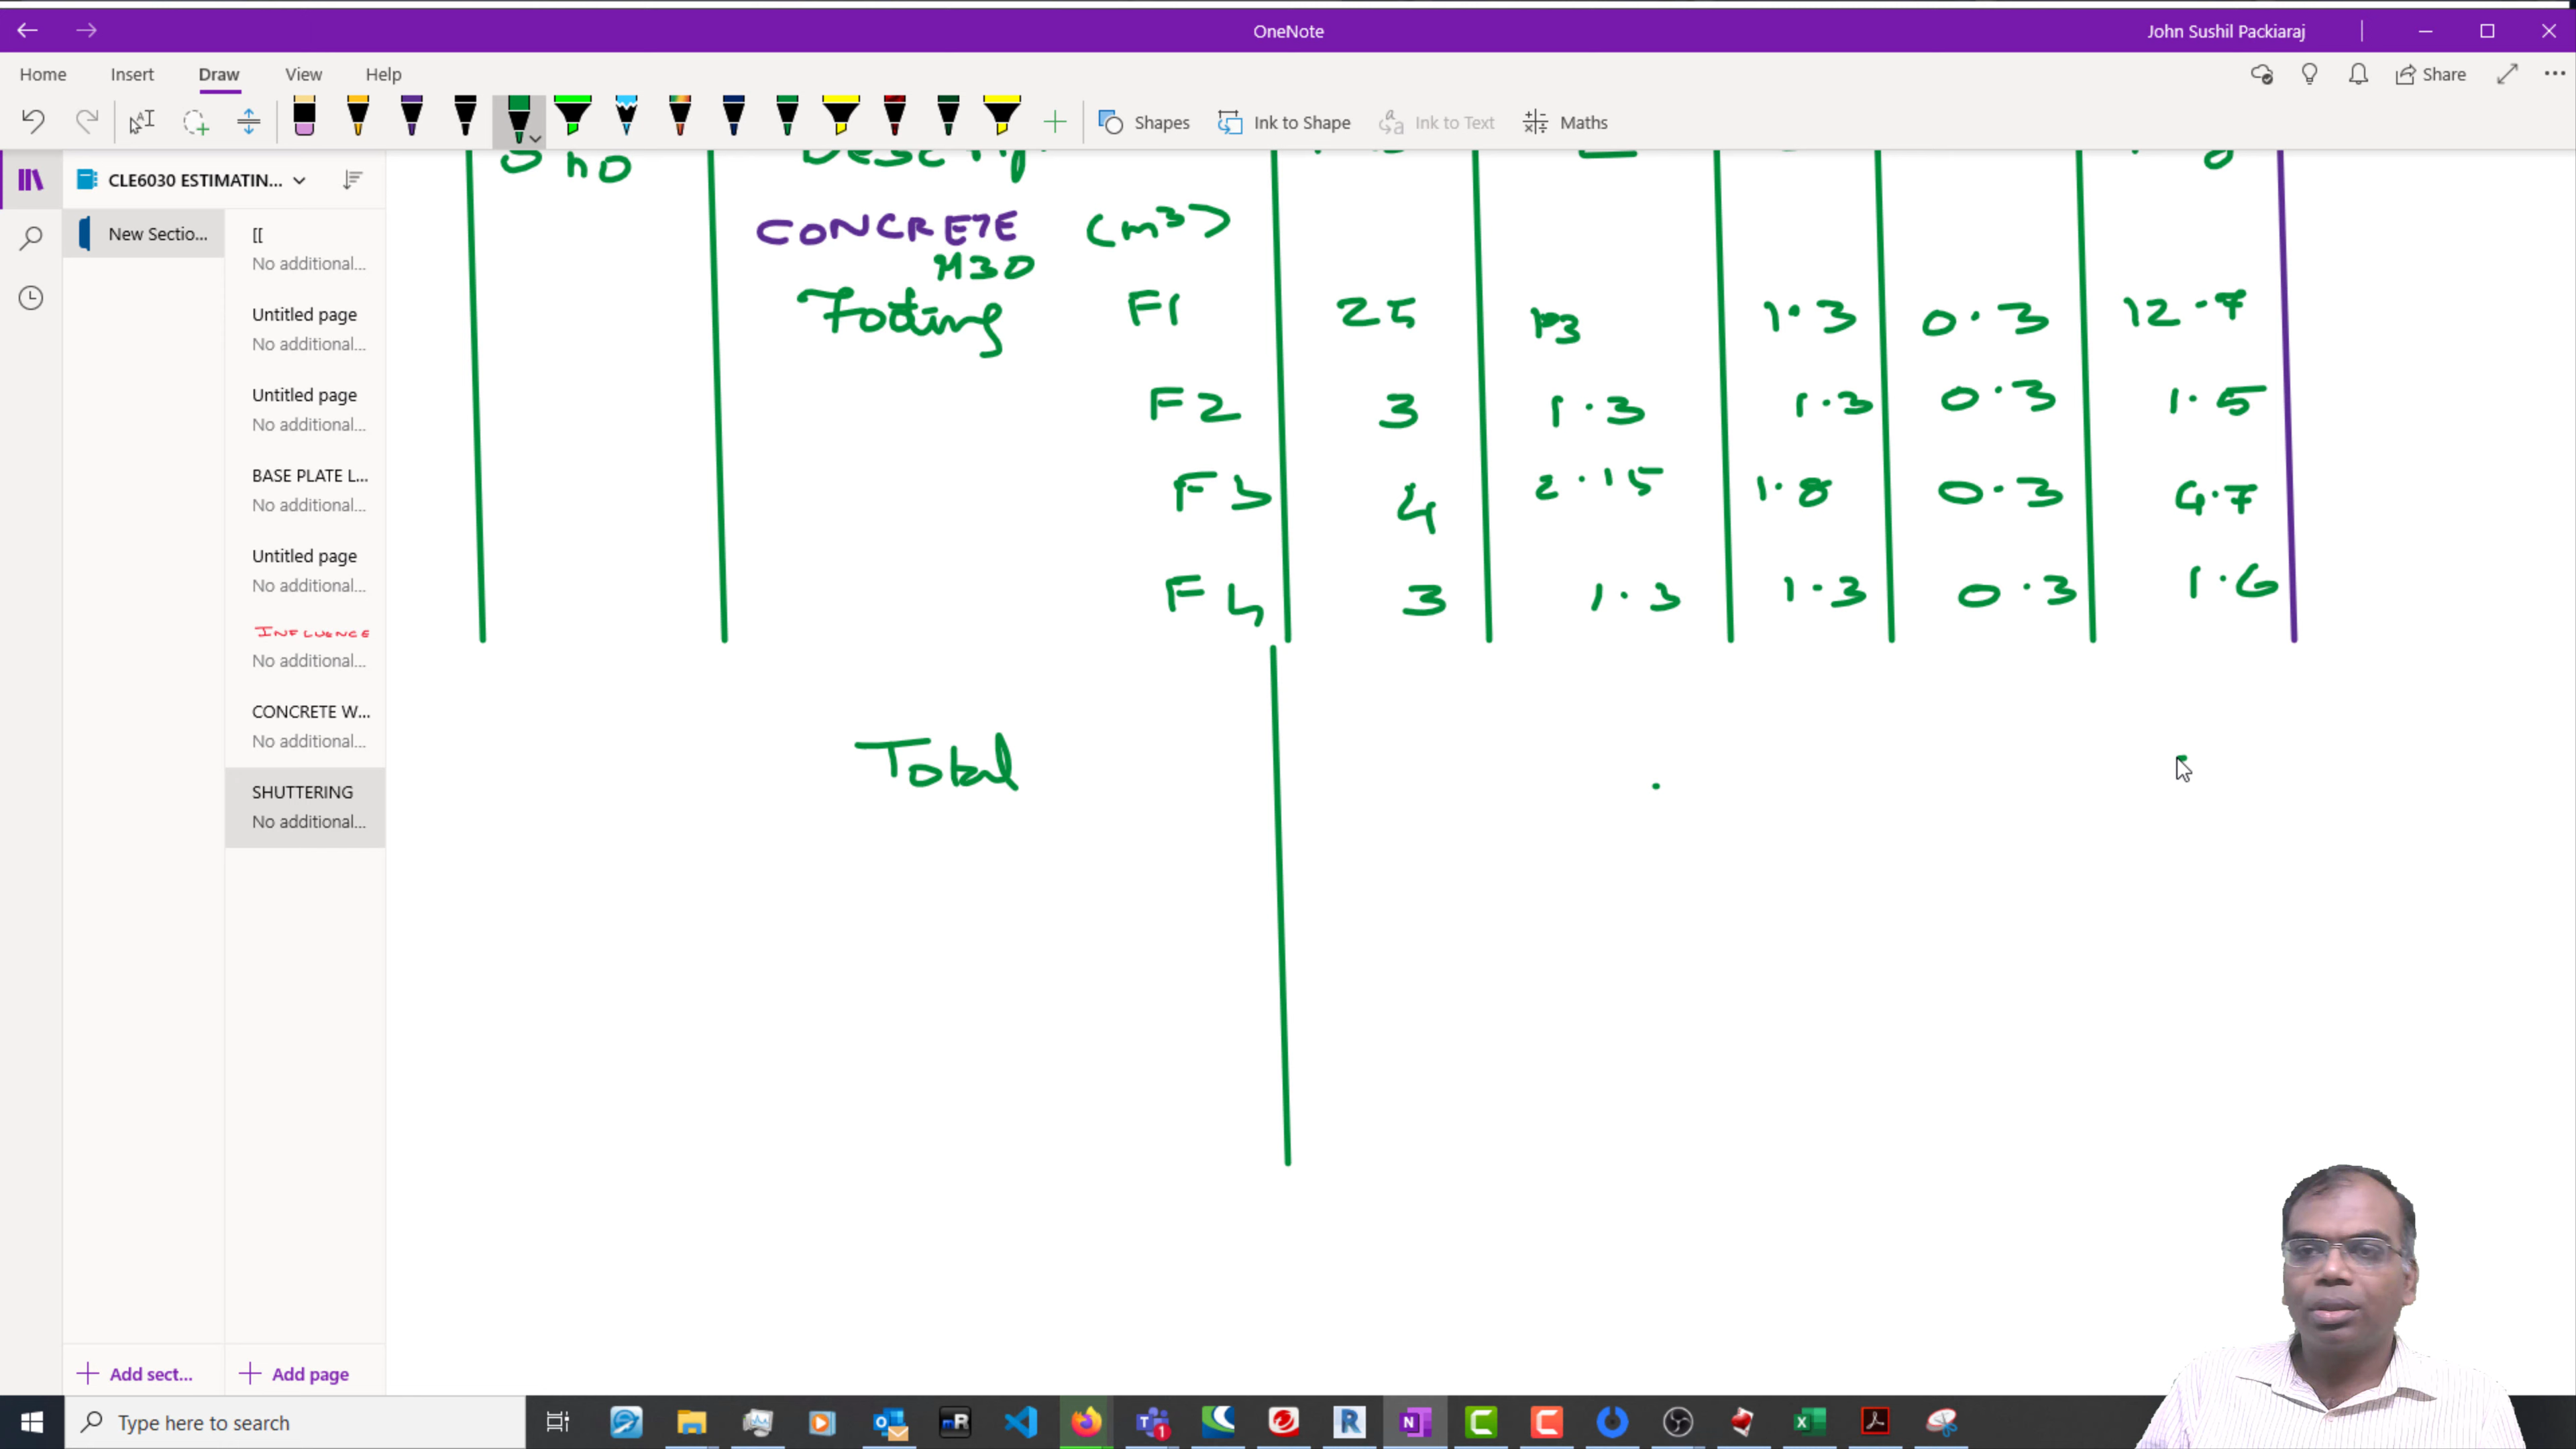 OneNote
John Sushil Packiaraj
Home Insert Draw View Help
Share
Shapes Ink to Shape Ink to Text Maths
CLE6030 ESTIMATIN...
New Sectio...
[[
No additional...
Untitled page
No additional...
Untitled page
No additional...
BASE PLATE L...
No additional...
Untitled page
No additional...
INFLUENCE
No additional...
CONCRETE W...
No additional...
SHUTTERING
No additional...
Add sect...
Add page
CONCRETE (m³)
M30
Footing F1 25 1.3 1.3 0.3 12.7
F2 3 1.3 1.3 0.3 1.5
F3 4 2.15 1.8 0.3 4.7
F4 3 1.3 1.3 0.3 1.6
Total
Type here to search